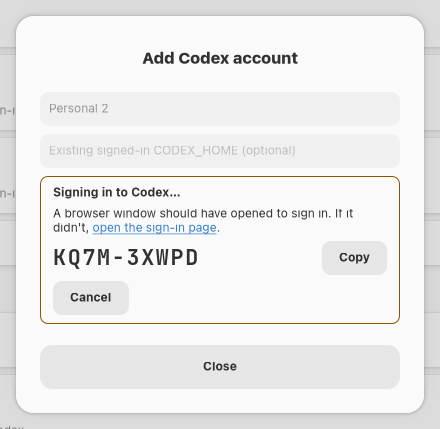 Add Codex account
Personal 2
Existing signed-in CODEX_HOME (optional)
Signing in to Codex...
A browser window should have opened to sign in. If it
didn't, open the sign-in page.
KQ7M-3XWPD
Copy
Cancel
Close